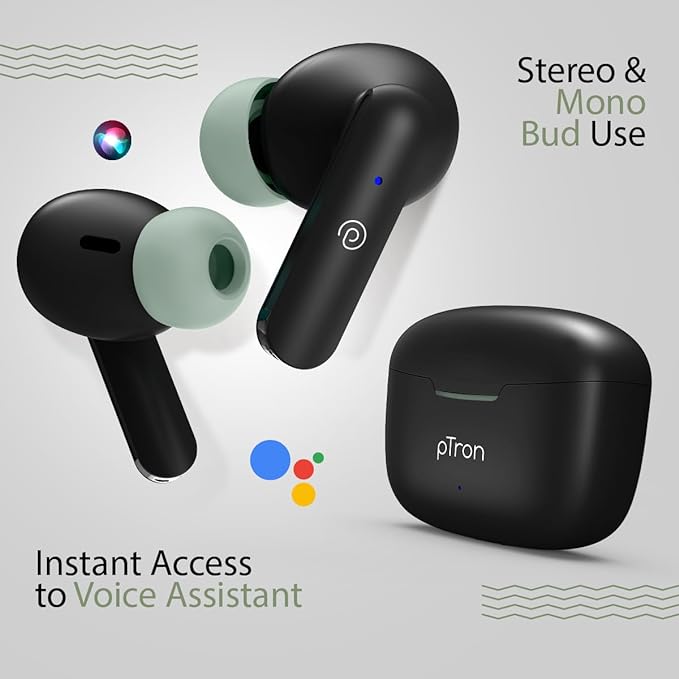 Stereo &
Mono
Bud Use
pTron
Instant Access
to Voice Assistant